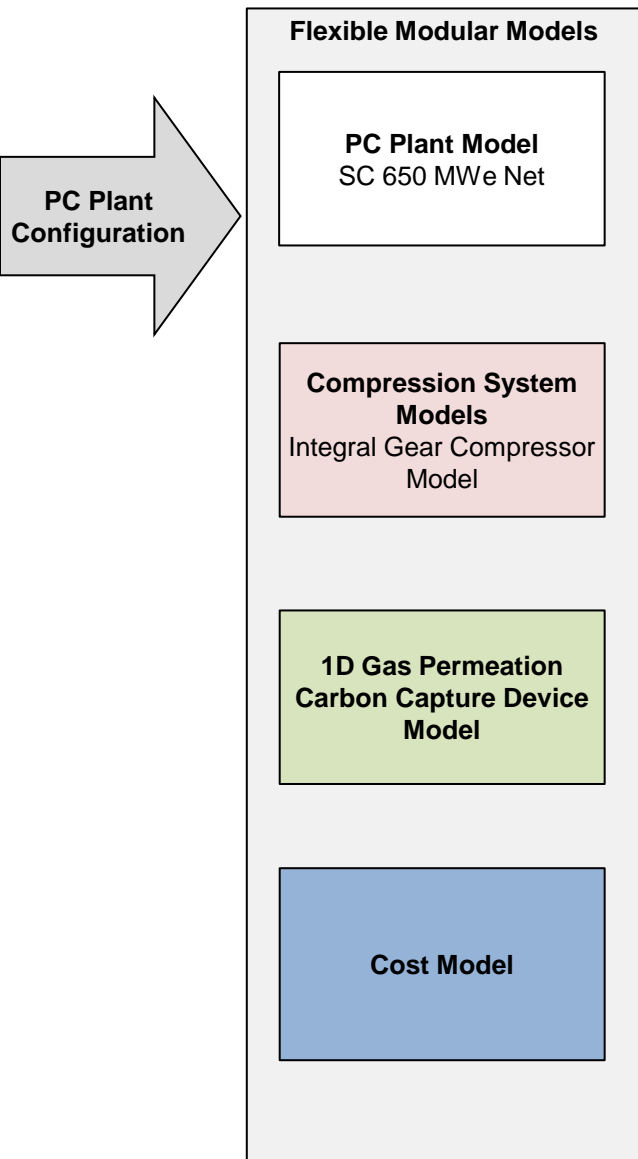 Flexible Modular Models
PC Plant Model
SC 650 MWe Net
PC Plant
Configuration
Compression System
Models
Integral Gear Compressor
Model
1D Gas Permeation
Carbon Capture Device
Model
Cost Model